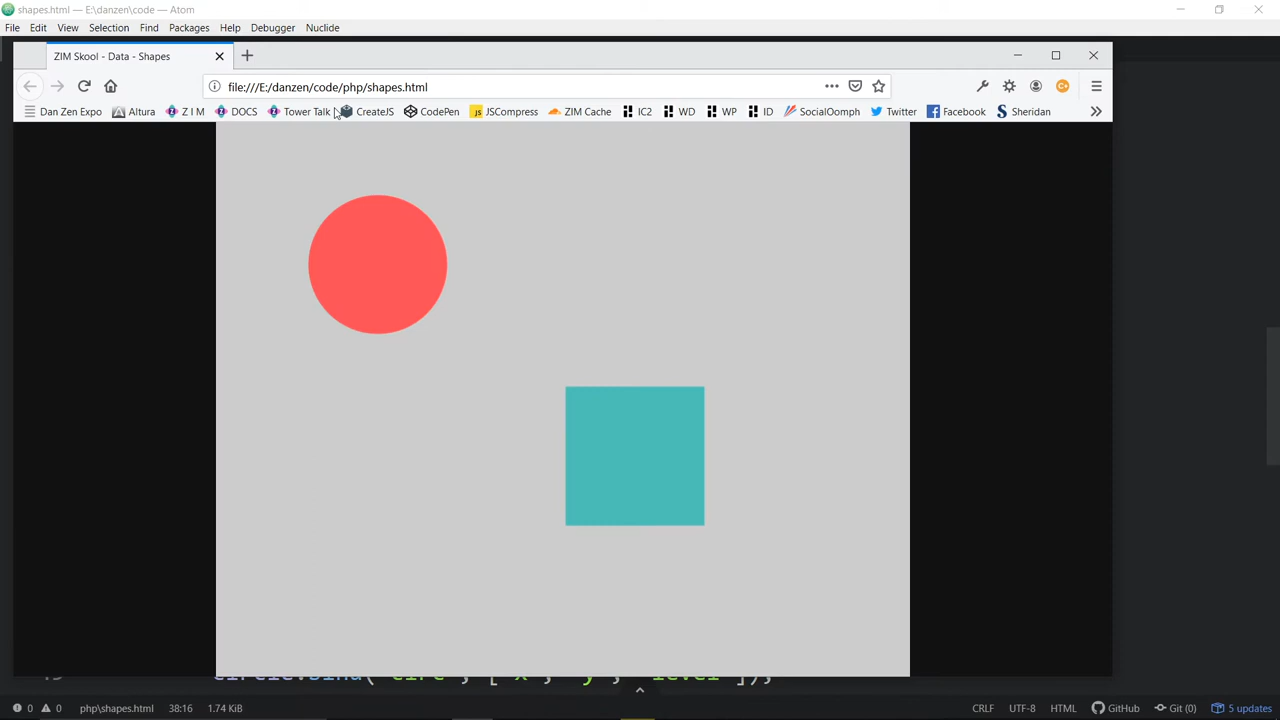 shapes.html — E:\danzen\code — Atom
File Edit View Selection Find Packages Help Debugger Nuclide
ZIM Skool - Data - Shapes
file:///E:/danzen/code/php/shapes.html
Dan Zen Expo Altura Z I M DOCS Tower Talk CreateJS CodePen JSCompress ZIM Cache IC2 WD WP ID SocialOomph Twitter Facebook Sheridan
0 0 php\shapes.html 38:16 1.74 KiB CRLF UTF-8 HTML GitHub Git (0) 5 updates